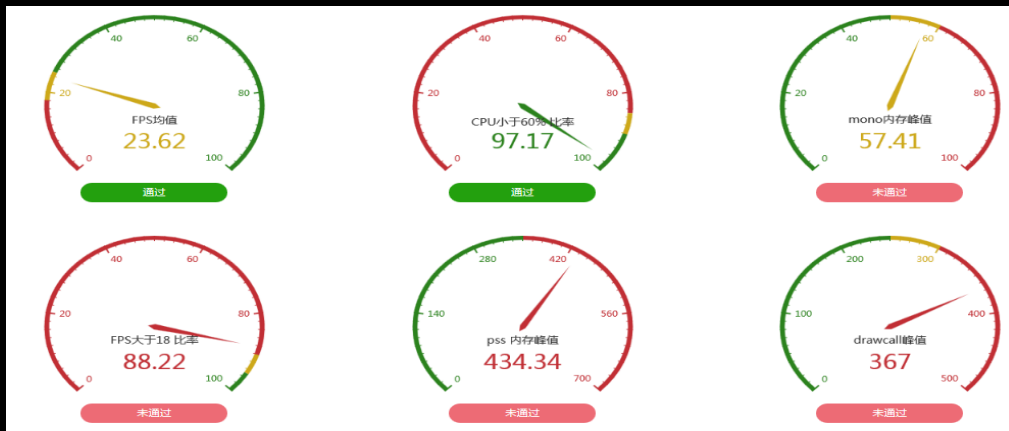 40 60
20 80
FPS均值
23.62
0 100
通过
40 60
20 80
CPU小于60% 比率
97.17
0 100
通过
40 60
20 80
mono内存峰值
57.41
0 100
未通过
40 60
20 80
FPS大于18 比率
88.22
0 100
未通过
280 420
140 560
pss 内存峰值
434.34
0 700
未通过
200 300
100 400
drawcall峰值
367
0 500
未通过